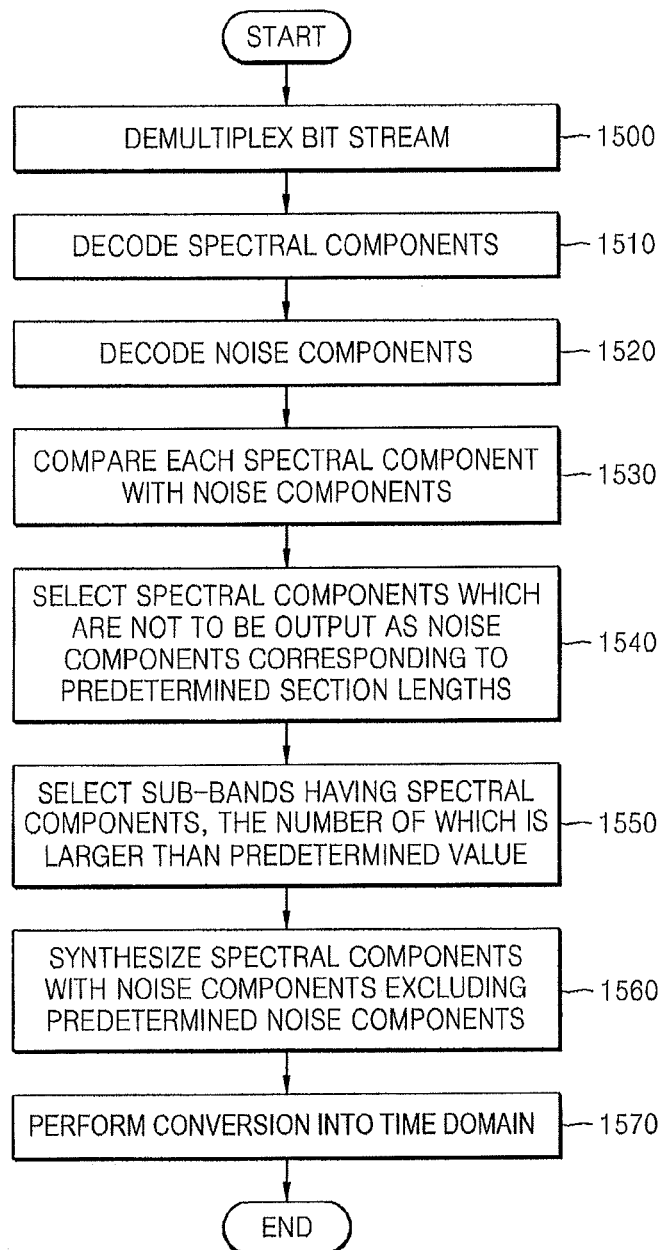 START
DEMULTIPLEX BIT STREAM
1500
DECODE SPECTRAL COMPONENTS
1510
DECODE NOISE COMPONENTS
1520
COMPARE EACH SPECTRAL COMPONENT
WITH NOISE COMPONENTS
1530
SELECT SPECTRAL COMPONENTS WHICH
ARE NOT TO BE OUTPUT AS NOISE
COMPONENTS CORRESPONDING TO
PREDETERMINED SECTION LENGTHS
1540
SELECT SUB-BANDS HAVING SPECTRAL
COMPONENTS, THE NUMBER OF WHICH IS
LARGER THAN PREDETERMINED VALUE
1550
SYNTHESIZE SPECTRAL COMPONENTS
WITH NOISE COMPONENTS EXCLUDING
PREDETERMINED NOISE COMPONENTS
1560
PERFORM CONVERSION INTO TIME DOMAIN
1570
END